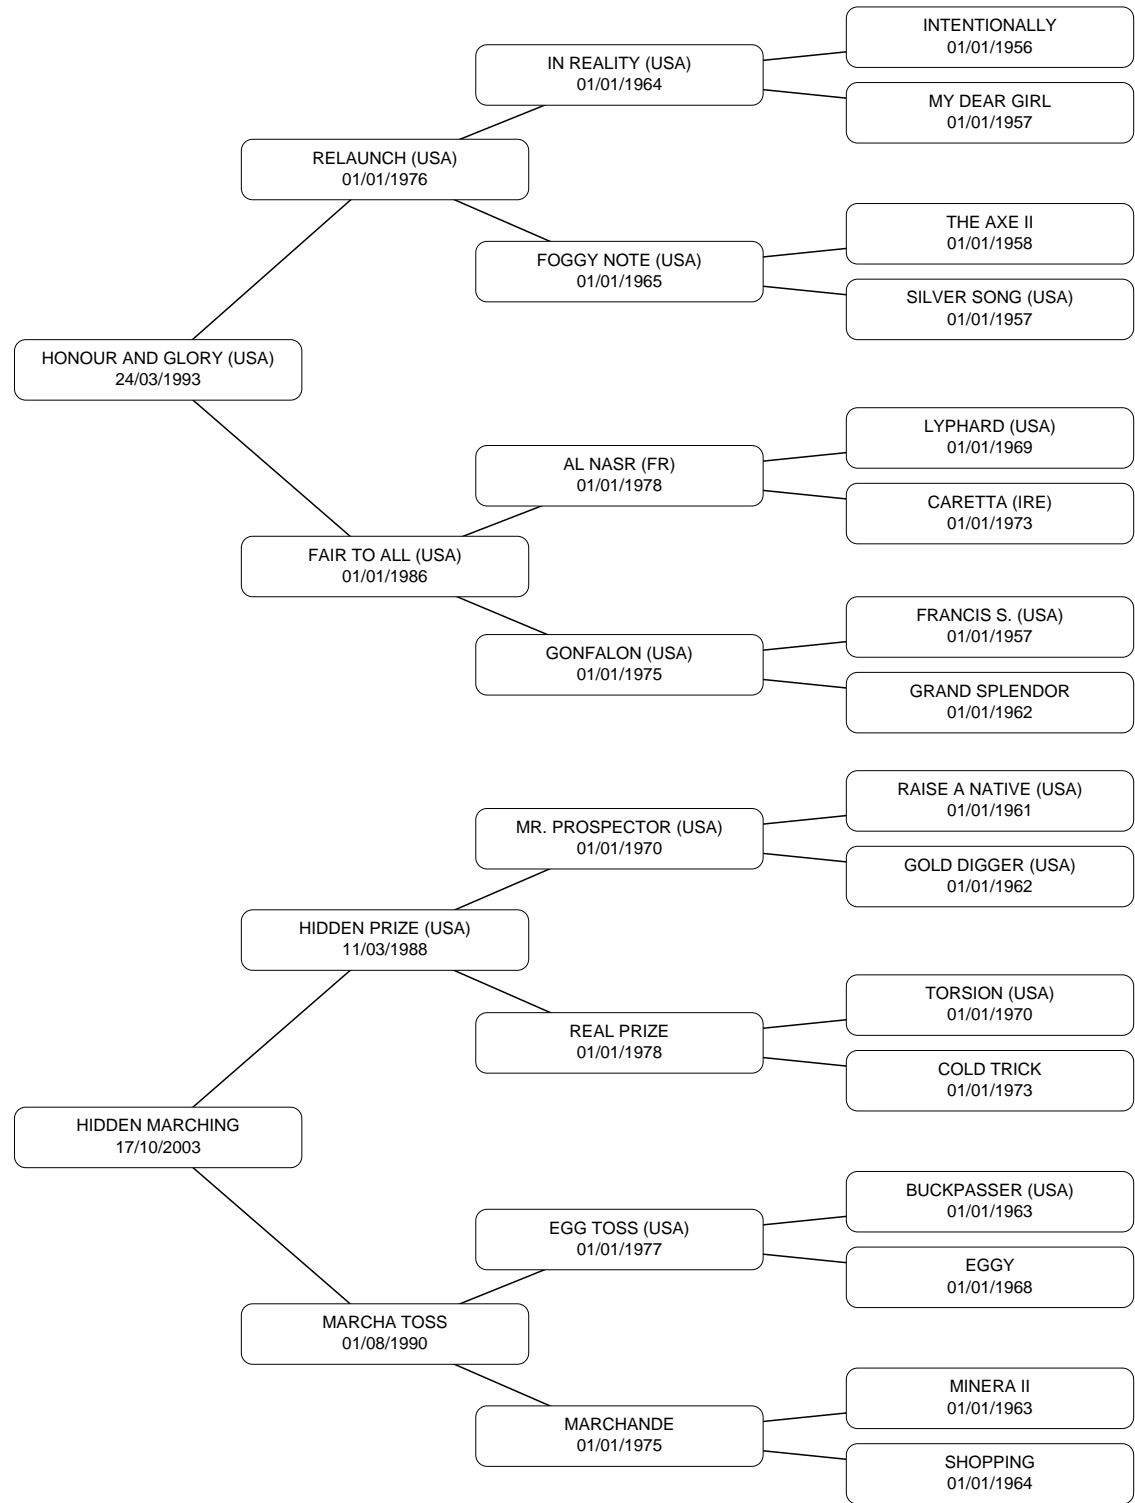 INTENTIONALLY
01/01/1956
IN REALITY (USA)
01/01/1964
MY DEAR GIRL
01/01/1957
RELAUNCH (USA)
01/01/1976
THE AXE II
01/01/1958
FOGGY NOTE (USA)
01/01/1965
SILVER SONG (USA)
01/01/1957
HONOUR AND GLORY (USA)
24/03/1993
LYPHARD (USA)
01/01/1969
AL NASR (FR)
01/01/1978
CARETTA (IRE)
01/01/1973
FAIR TO ALL (USA)
01/01/1986
FRANCIS S. (USA)
01/01/1957
GONFALON (USA)
01/01/1975
GRAND SPLENDOR
01/01/1962
RAISE A NATIVE (USA)
01/01/1961
MR. PROSPECTOR (USA)
01/01/1970
GOLD DIGGER (USA)
01/01/1962
HIDDEN PRIZE (USA)
11/03/1988
TORSION (USA)
01/01/1970
REAL PRIZE
01/01/1978
COLD TRICK
01/01/1973
HIDDEN MARCHING
17/10/2003
BUCKPASSER (USA)
01/01/1963
EGG TOSS (USA)
01/01/1977
EGGY
01/01/1968
MARCHA TOSS
01/08/1990
MINERA II
01/01/1963
MARCHANDE
01/01/1975
SHOPPING
01/01/1964